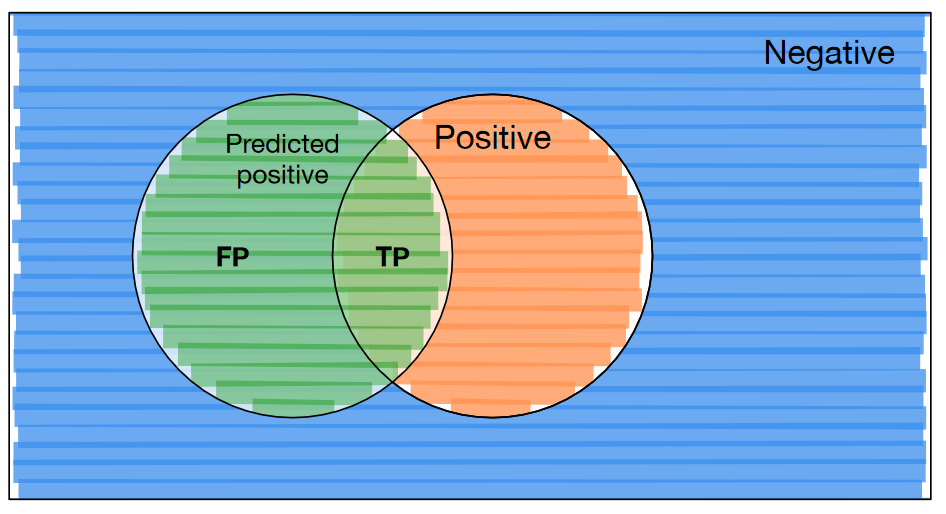 Negative
Predicted
positive
Positive
FP
TP